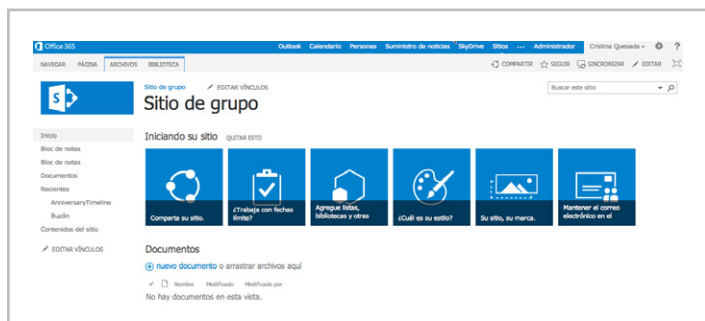 Office 365 Outlook Calendario Personas Suministro de noticias SkyDrive Sitios ... Administrador Cristina Quesada ?
NAVEGAR PÁGINA ARCHIVOS BIBLIOTECA COMPARTIR SEGUIR SINCRONIZAR EDITAR
Sitio de grupo EDITAR VÍNCULOS
Buscar este sitio
S
Sitio de grupo
Inicio
Bloc de notas
Bloc de notas
Documentos
Recientes
AnniversaryTimeline
Buzón
Contenidos del sitio
EDITAR VÍNCULOS
Iniciando su sitio QUITAR ESTO
Comparta su sitio.
¿Trabaja con fechas
límite?
Agregue listas,
bibliotecas y otras
¿Cuál es su estilo?
Su sitio, su marca.
Mantener el correo
electrónico en el
Documentos
nuevo documento o arrastrar archivos aquí
Nombre Modificado Modificado por
No hay documentos en esta vista.